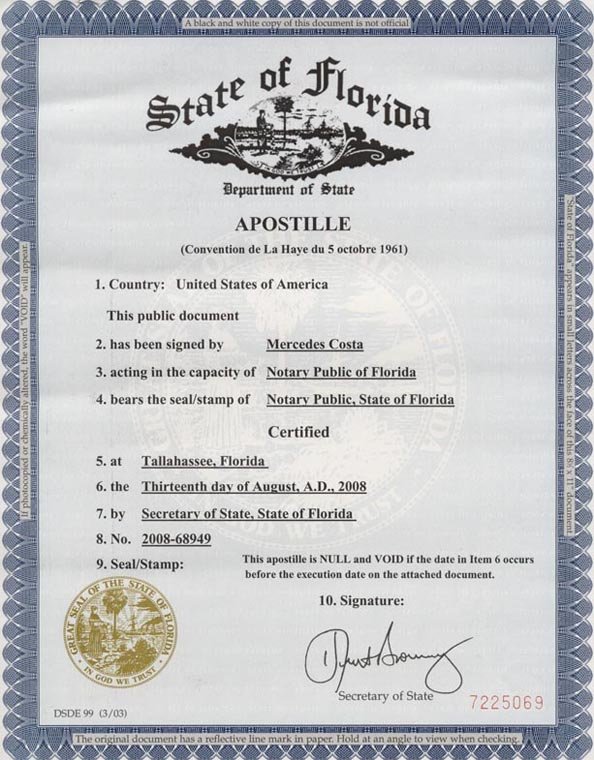 A black and white copy of this document is not official
State of Florida
IN GOD WE TRUST
Department of State
APOSTILLE
(Convention de La Haye du 5 octobre 1961)
1. Country: United States of America
This public document
2. has been signed by Mercedes Costa
3. acting in the capacity of Notary Public of Florida
4. bears the seal/stamp of Notary Public, State of Florida
Certified
5. at Tallahassee, Florida
6. the Thirteenth day of August, A.D., 2008
7. by Secretary of State, State of Florida
8. No. 2008-68949
9. Seal/Stamp:
This apostille is NULL and VOID if the date in Item 6 occurs
before the execution date on the attached document.
10. Signature:
GREAT SEAL OF THE STATE OF FLORIDA
IN GOD WE TRUST
Secretary of State
7225069
DSDE 99 (3/03)
The original document has a reflective line mark in paper. Hold at an angle to view when checking.
If photocopied or chemically altered, the word "VOID" will appear.
"State of Florida" appears in small letters across the face of this 8½ x 11" document